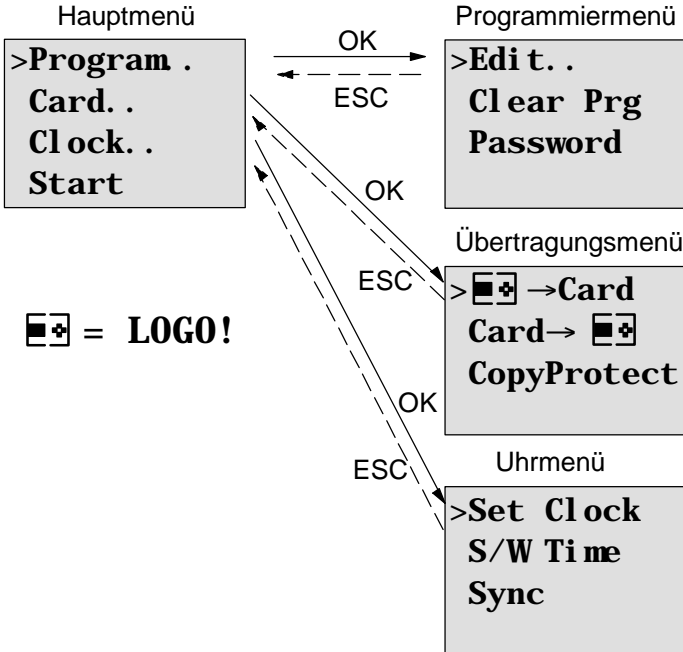 Hauptmenü
>Program..
Card..
Clock..
Start
OK
ESC
Programmiermenü
>Edit..
Clear Prg
Password
OK
ESC
Übertragungsmenü
> →Card
Card→
CopyProtect
= LOGO!
OK
ESC
Uhrmenü
>Set Clock
S/W Time
Sync